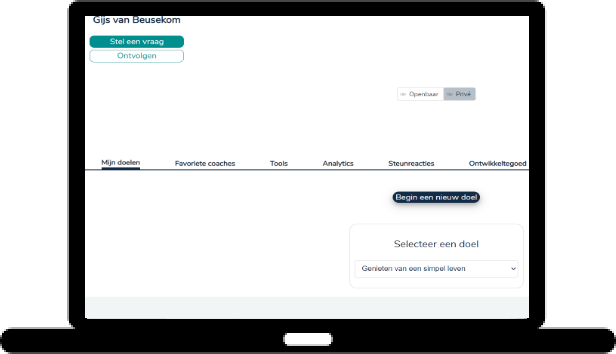 Gijs van Beusekom
Stel een vraag
Ontvolgen
Openbaar Privé
Mijn doelen Favoriete coaches Tools Analytics Steunreacties Ontwikkeltegoed
Begin een nieuw doel
Selecteer een doel
Genieten van een simpel leven